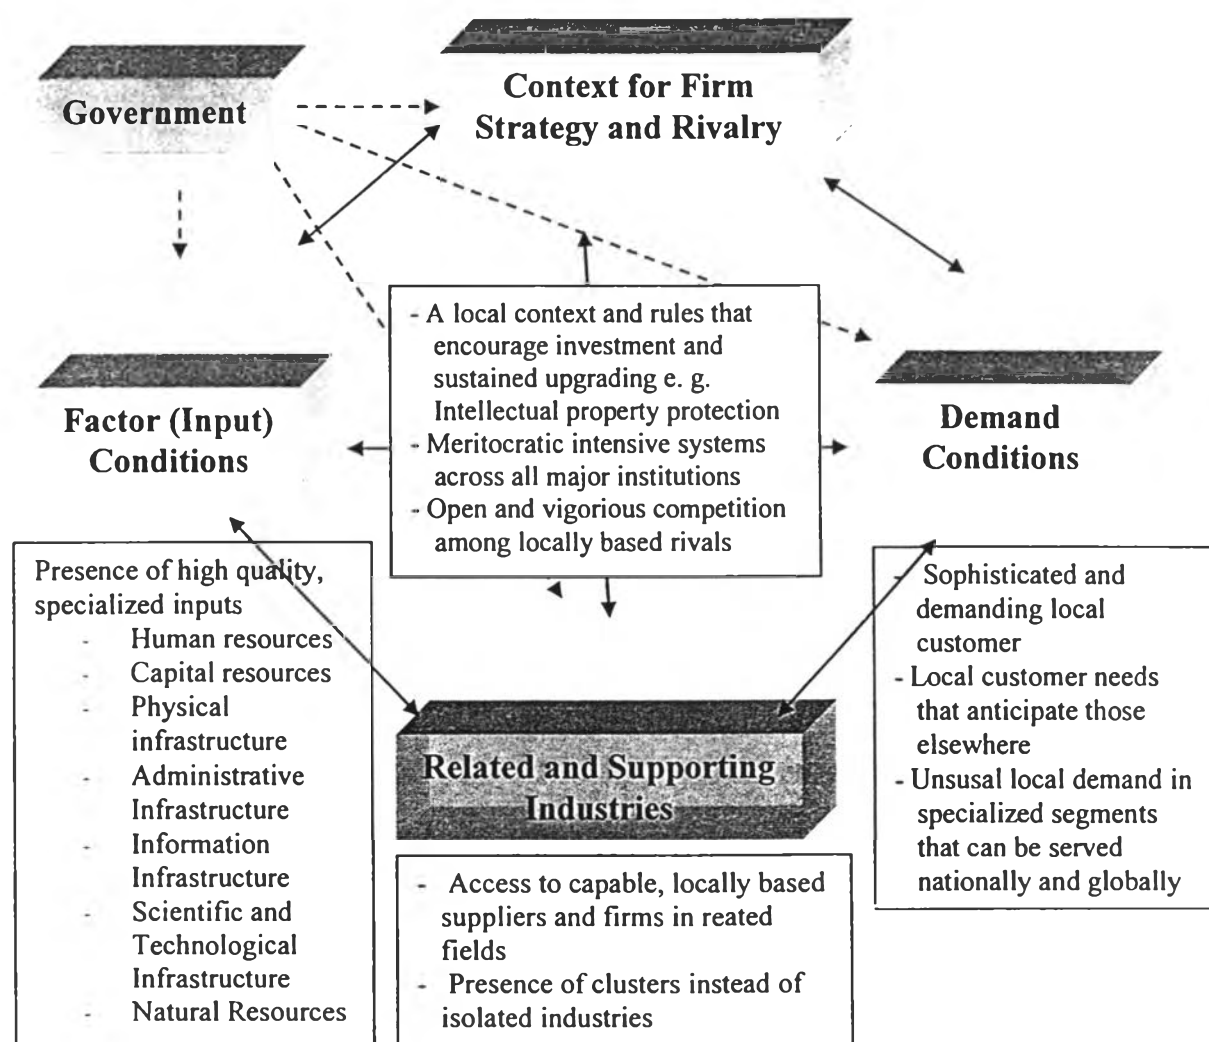 Government
Context for Firm
Strategy and Rivalry
- A local context and rules that
encourage investment and
sustained upgrading e. g.
Intellectual property protection
- Meritocratic intensive systems
across all major institutions
- Open and vigorious competition
among locally based rivals
Factor (Input)
Conditions
Demand
Conditions
Presence of high quality,
specialized inputs
- Human resources
- Capital resources
- Physical
infrastructure
- Administrative
Infrastructure
- Information
Infrastructure
- Scientific and
Technological
Infrastructure
- Natural Resources
Related and Supporting
Industries
- Access to capable, locally based
suppliers and firms in reated
fields
- Presence of clusters instead of
isolated industries
- Sophisticated and
demanding local
customer
- Local customer needs
that anticipate those
elsewhere
- Unsusal local demand in
specialized segments
that can be served
nationally and globally